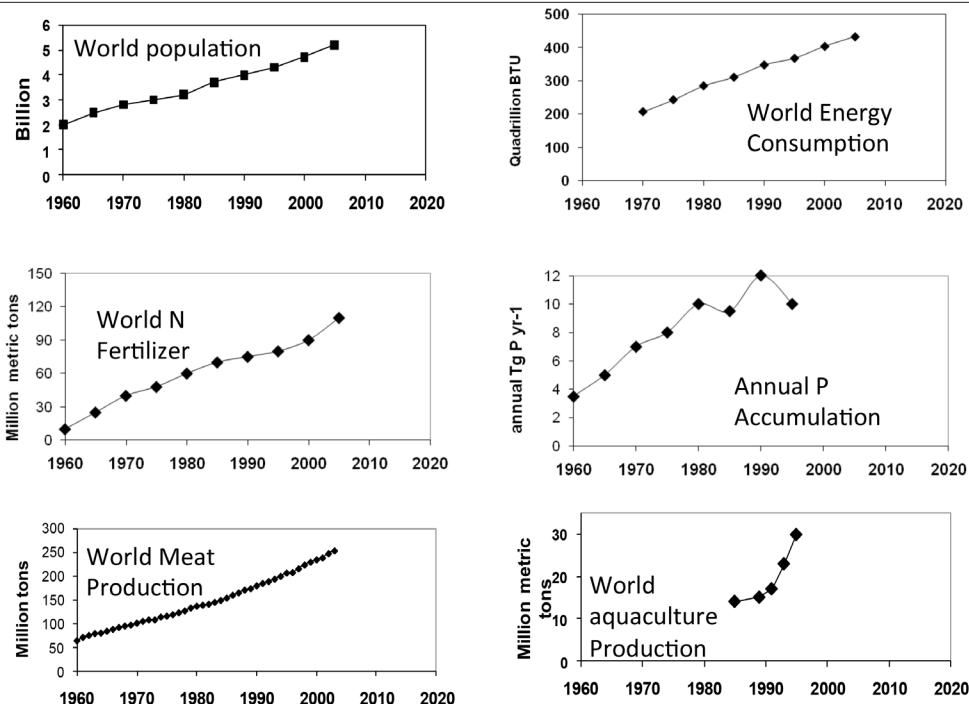 World population
Billion
6
5
4
3
2
1
0
1960 1970 1980 1990 2000 2010 2020
World Energy
Consumption
Quadrillion BTU
500
400
300
200
100
0
1960 1970 1980 1990 2000 2010 2020
World N
Fertilizer
Million metric tons
150
120
90
60
30
0
1960 1970 1980 1990 2000 2010 2020
Annual P
Accumulation
annual Tg P yr-1
12
10
8
6
4
2
0
1960 1970 1980 1990 2000 2010 2020
World Meat
Production
Million tons
300
250
200
150
100
50
0
1960 1970 1980 1990 2000 2010 2020
World
aquaculture
Production
Million metric
tons
30
20
10
0
1960 1970 1980 1990 2000 2010 2020